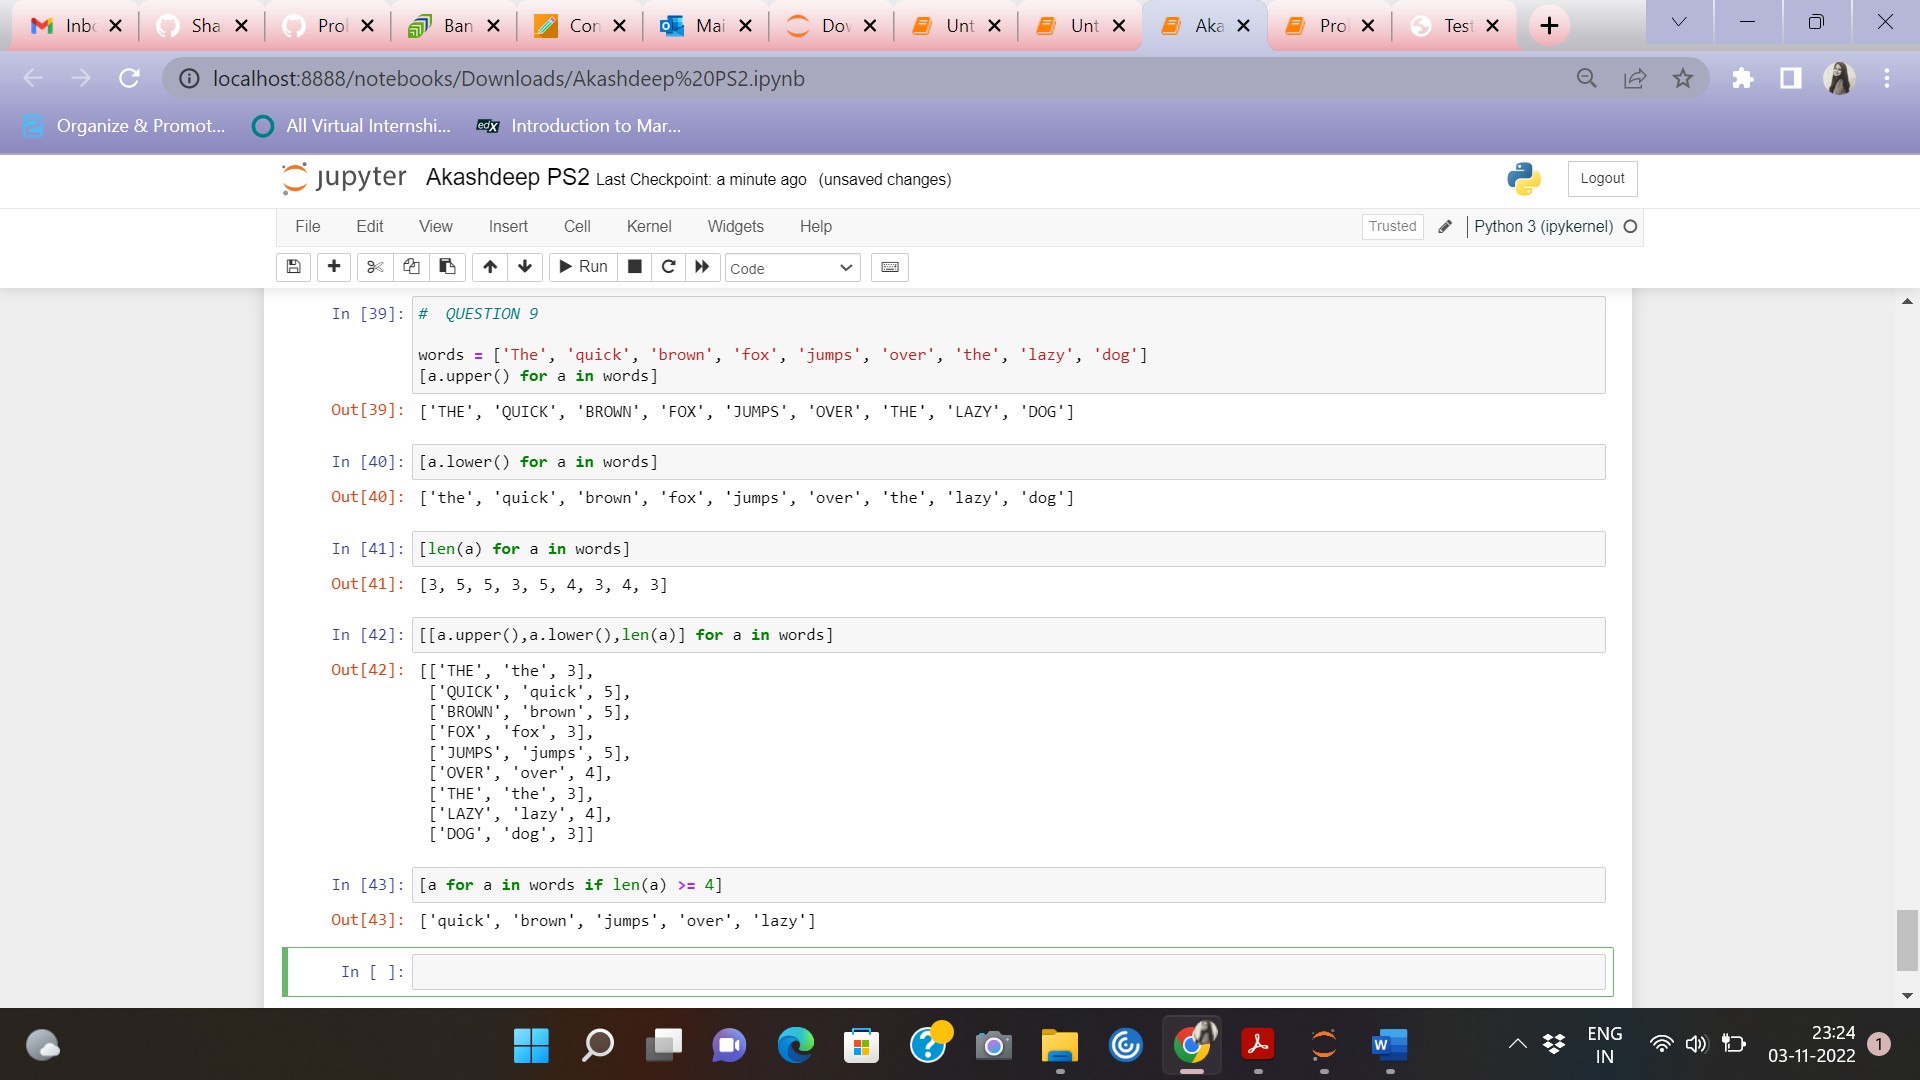 Inbc
Sha
Prol
Ban
Con
Mai
Dov
Unt
Unt
Aka
Pro
Test
localhost:8888/notebooks/Downloads/Akashdeep%20PS2.ipynb
Organize & Promot...
All Virtual Internshi...
edX Introduction to Mar...
jupyter Akashdeep PS2 Last Checkpoint: a minute ago (unsaved changes)
Logout
File Edit View Insert Cell Kernel Widgets Help
Trusted
Python 3 (ipykernel)
Run
Code
In [39]: # QUESTION 9
words = ['The', 'quick', 'brown', 'fox', 'jumps', 'over', 'the', 'lazy', 'dog']
[a.upper() for a in words]
Out[39]: ['THE', 'QUICK', 'BROWN', 'FOX', 'JUMPS', 'OVER', 'THE', 'LAZY', 'DOG']
In [40]: [a.lower() for a in words]
Out[40]: ['the', 'quick', 'brown', 'fox', 'jumps', 'over', 'the', 'lazy', 'dog']
In [41]: [len(a) for a in words]
Out[41]: [3, 5, 5, 3, 5, 4, 3, 4, 3]
In [42]: [[a.upper(),a.lower(),len(a)] for a in words]
Out[42]: [['THE', 'the', 3],
['QUICK', 'quick', 5],
['BROWN', 'brown', 5],
['FOX', 'fox', 3],
['JUMPS', 'jumps', 5],
['OVER', 'over', 4],
['THE', 'the', 3],
['LAZY', 'lazy', 4],
['DOG', 'dog', 3]]
In [43]: [a for a in words if len(a) >= 4]
Out[43]: ['quick', 'brown', 'jumps', 'over', 'lazy']
In [ ]:
ENG
IN
23:24
03-11-2022
1